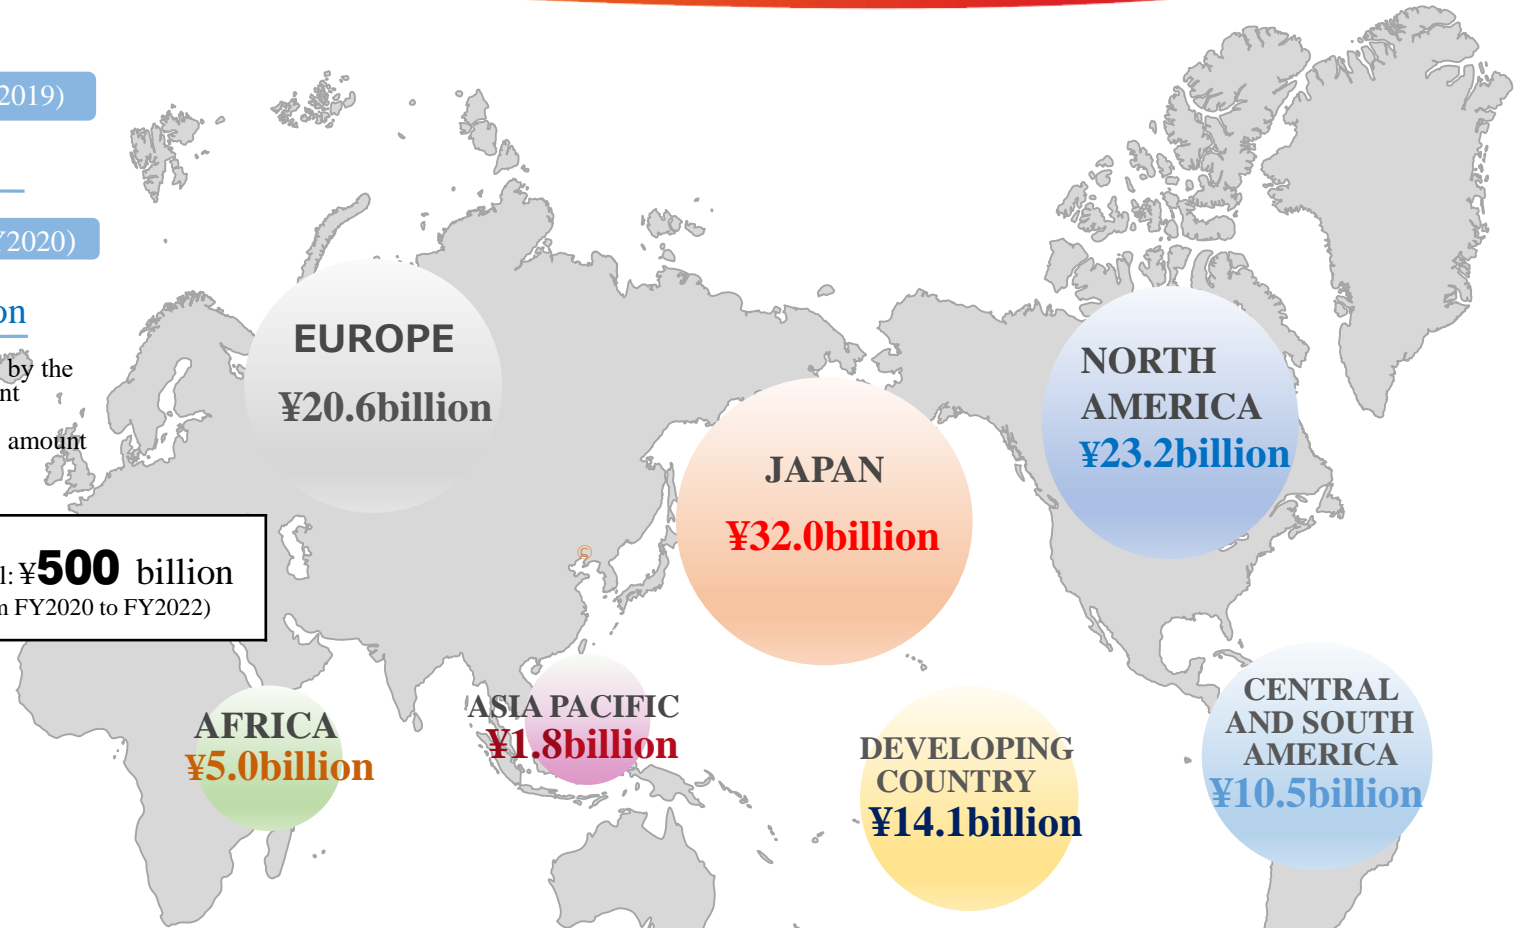 2019)
Y2020)
on
by the
nt
amount
l: ¥500 billion
m FY2020 to FY2022)
EUROPE
¥20.6billion
JAPAN
¥32.0billion
NORTH
AMERICA
¥23.2billion
AFRICA
¥5.0billion
ASIA PACIFIC
¥1.8billion
DEVELOPING
COUNTRY
¥14.1billion
CENTRAL
AND SOUTH
AMERICA
¥10.5billion